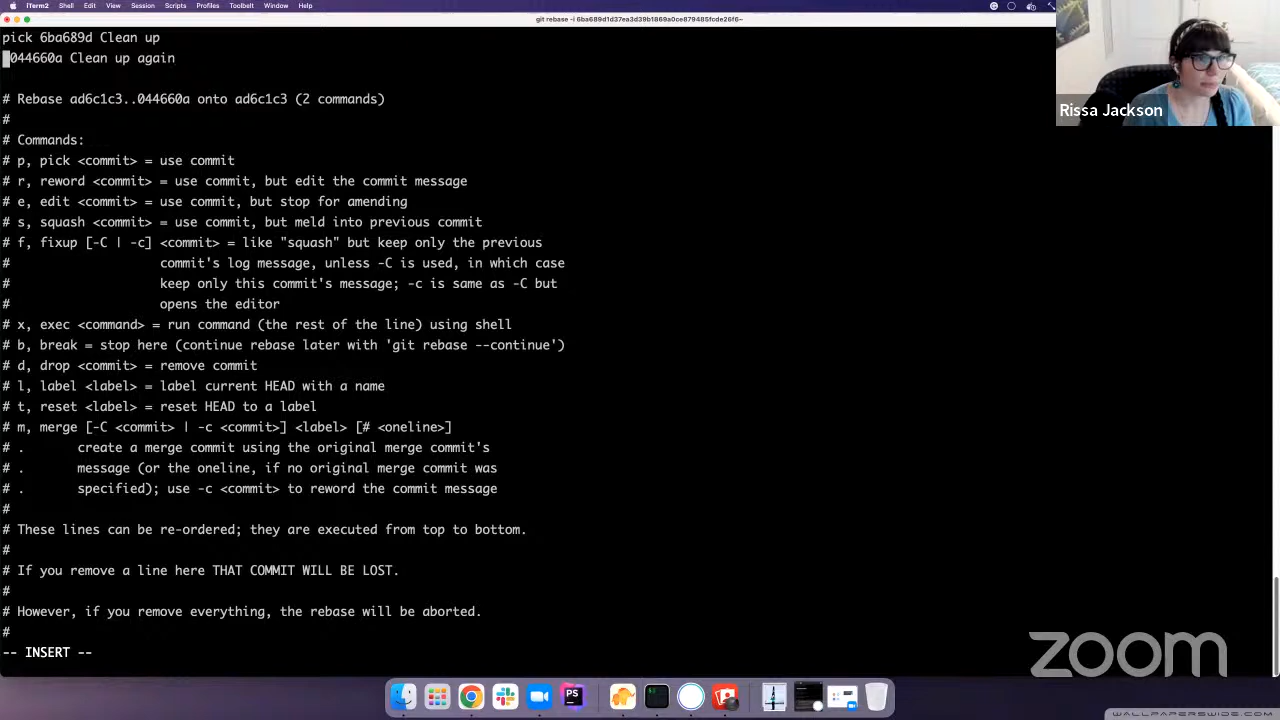 iTerm2 Shell Edit View Session Scripts Profiles Toolbelt Window Help
git rebase -i 6ba689d1d37ea3d39b1869a0ce879485fcde26f6~
pick 6ba689d Clean up
044660a Clean up again
# Rebase ad6c1c3..044660a onto ad6c1c3 (2 commands)
#
# Commands:
# p, pick <commit> = use commit
# r, reword <commit> = use commit, but edit the commit message
# e, edit <commit> = use commit, but stop for amending
# s, squash <commit> = use commit, but meld into previous commit
# f, fixup [-C | -c] <commit> = like "squash" but keep only the previous
#                    commit's log message, unless -C is used, in which case
#                    keep only this commit's message; -c is same as -C but
#                    opens the editor
# x, exec <command> = run command (the rest of the line) using shell
# b, break = stop here (continue rebase later with 'git rebase --continue')
# d, drop <commit> = remove commit
# l, label <label> = label current HEAD with a name
# t, reset <label> = reset HEAD to a label
# m, merge [-C <commit> | -c <commit>] <label> [# <oneline>]
# .       create a merge commit using the original merge commit's
# .       message (or the oneline, if no original merge commit was
# .       specified); use -c <commit> to reword the commit message
#
# These lines can be re-ordered; they are executed from top to bottom.
#
# If you remove a line here THAT COMMIT WILL BE LOST.
#
# However, if you remove everything, the rebase will be aborted.
#
-- INSERT --
Rissa Jackson
zoom
PS
WALLPAPERSWIDE.COM